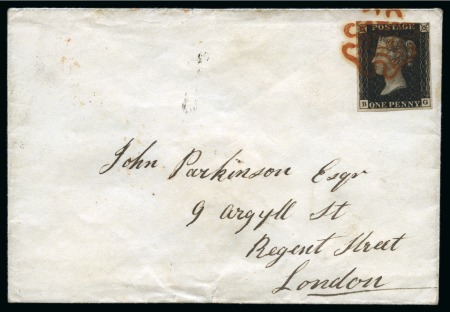 POSTAGE
B ONE PENNY G
John Parkinson Esqr
9 Argyll St
Regent Street
London